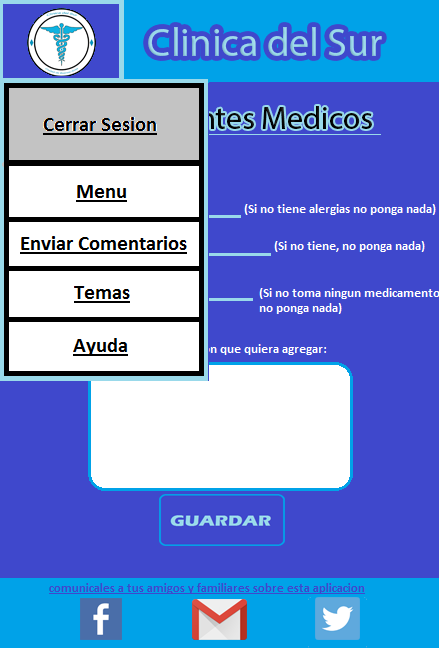 Clinica del Sur
Cerrar Sesion
Medicos
Menu
(Si no tiene alergias no ponga nada)
Enviar Comentarios
(Si no tiene, no ponga nada)
Temas
(Si no toma ningun medicamento
no ponga nada)
Ayuda
que quiera agregar:
GUARDAR
comunicales a tus amigos y familiares sobre esta aplicacion